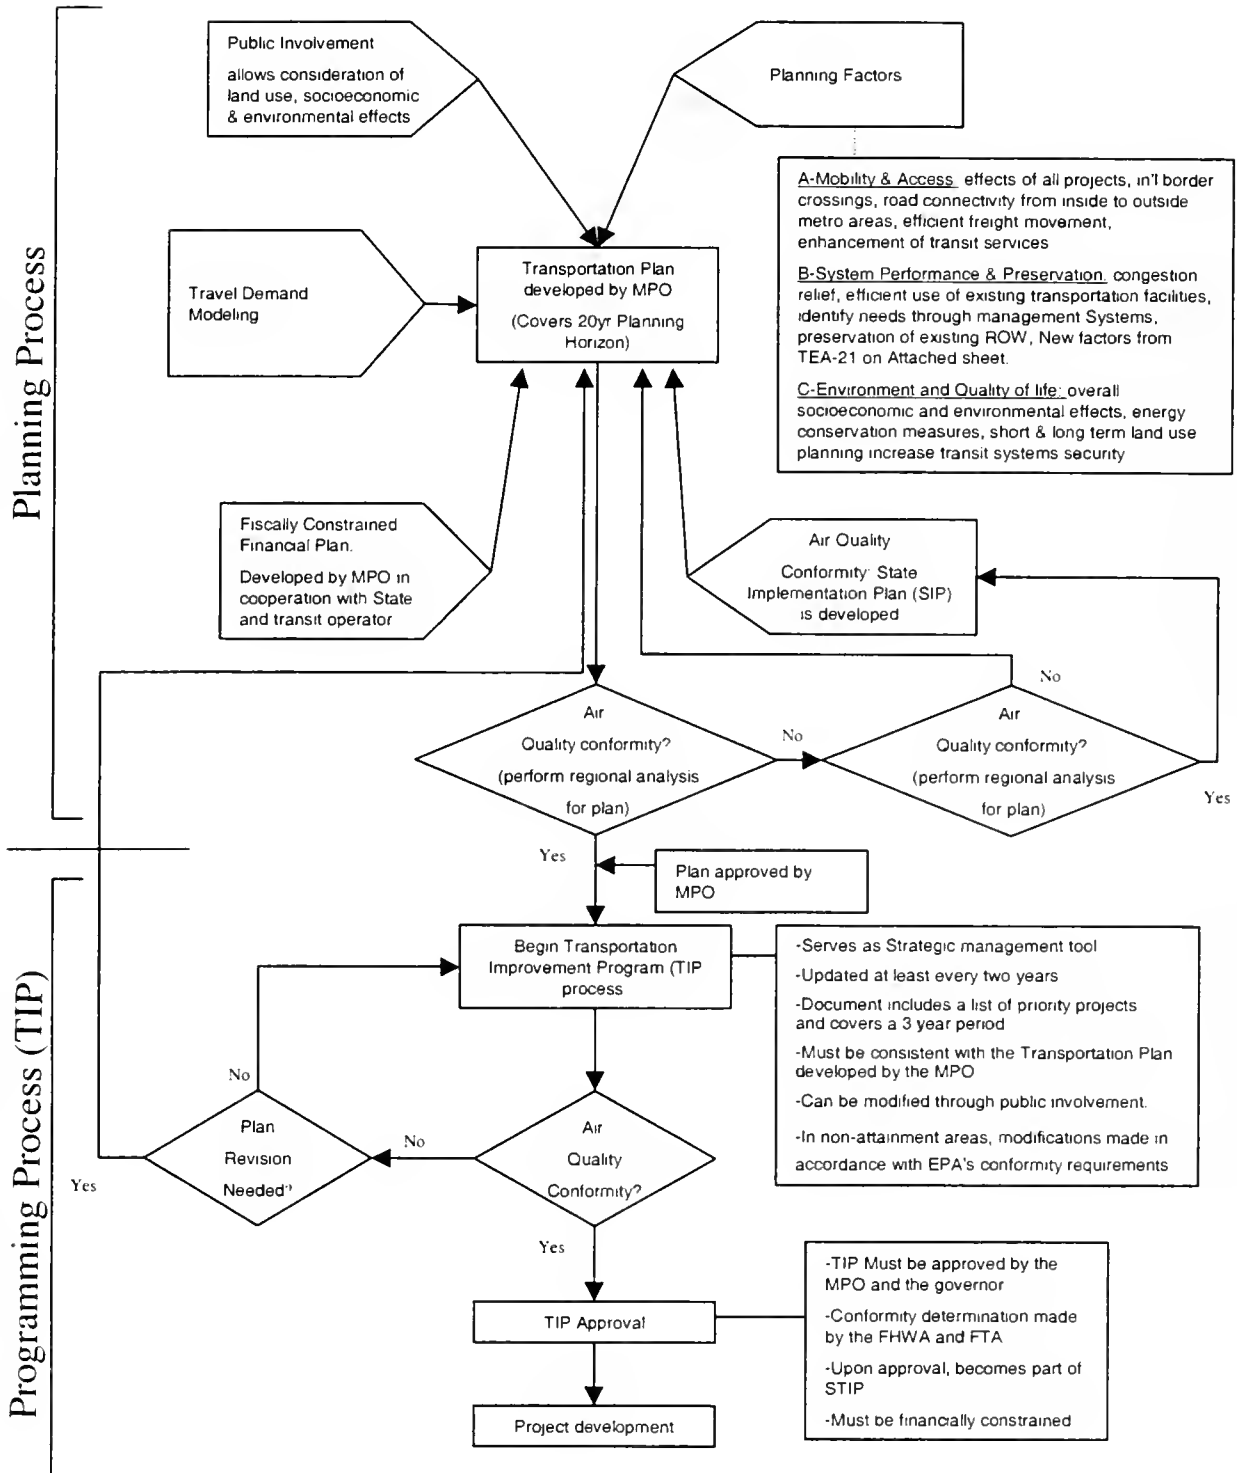 Planning Process
Public Involvement
allows consideration of
land use, socioeconomic
& environmental effects
Planning Factors
A-Mobility & Access effects of all projects, in'l border
crossings, road connectivity from inside to outside
metro areas, efficient freight movement,
enhancement of transit services
B-System Performance & Preservation. congestion
relief, efficient use of existing transportation facilities,
identify needs through management Systems,
preservation of existing ROW, New factors from
TEA-21 on Attached sheet.
C-Environment and Quality of life: overall
socioeconomic and environmental effects, energy
conservation measures, short & long term land use
planning increase transit systems security
Travel Demand
Modeling
Transportation Plan
developed by MPO
(Covers 20yr Planning
Horizon)
Fiscally Constrained
Financial Plan.
Developed by MPO in
cooperation with State
and transit operator
Air Quality
Conformity: State
Implementation Plan (SIP)
is developed
Air
Quality conformity?
(perform regional analysis
for plan)
No
Air
Quality conformity?
(perform regional analysis
for plan)
No
Yes
Yes
Plan approved by
MPO
Programming Process (TIP)
Begin Transportation
Improvement Program (TIP
process
-Serves as Strategic management tool
-Updated at least every two years
-Document includes a list of priority projects
and covers a 3 year period
-Must be consistent with the Transportation Plan
developed by the MPO
-Can be modified through public involvement.
-In non-attainment areas, modifications made in
accordance with EPA's conformity requirements
No
Plan
Revision
Needed?
Yes
No
Air
Quality
Conformity?
Yes
TIP Approval
-TIP Must be approved by the
MPO and the governor
-Conformity determination made
by the FHWA and FTA
-Upon approval, becomes part of
STIP
-Must be financially constrained
Project development